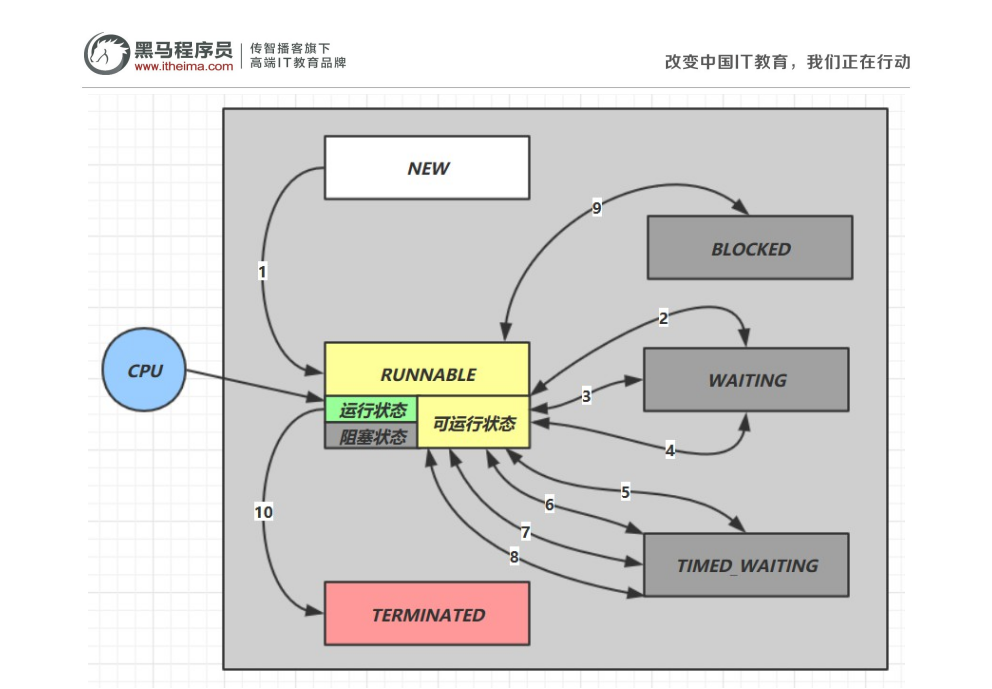 黑马程序员
www.itheima.com
传智播客旗下
高端IT教育品牌
改变中国IT教育，我们正在行动
NEW
9
BLOCKED
1
2
CPU
RUNNABLE
WAITING
3
运行状态
可运行状态
阻塞状态
4
5
6
10
7
8
TIMED_WAITING
TERMINATED